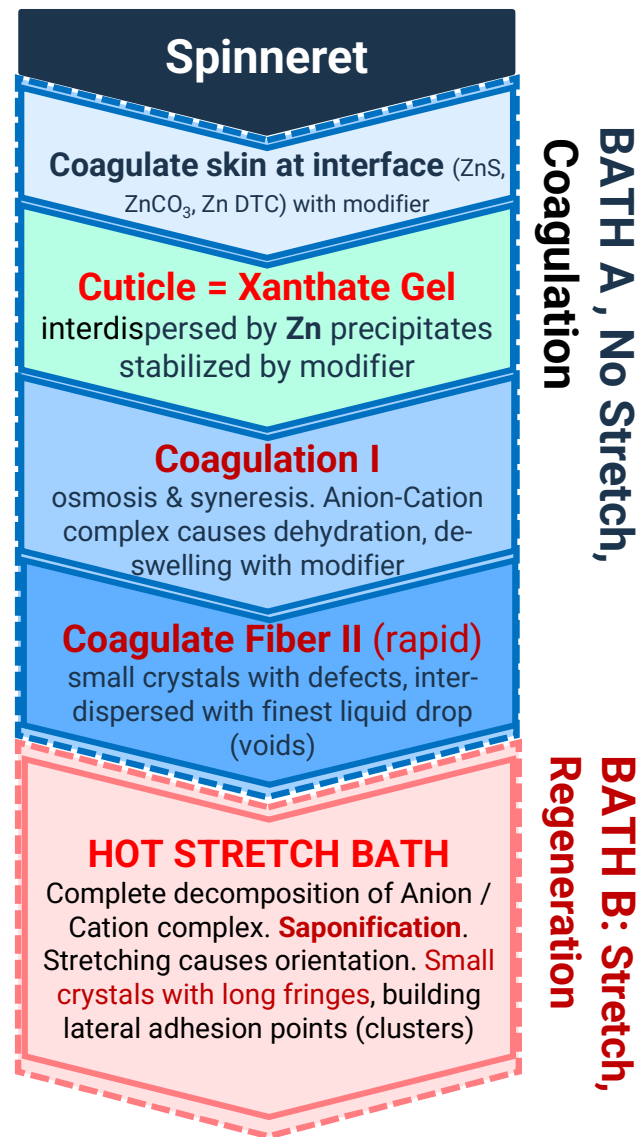 Spinneret
Coagulate skin at interface (ZnS,
ZnCO₃, Zn DTC) with modifier
Cuticle = Xanthate Gel
interdispersed by Zn precipitates
stabilized by modifier
Coagulation I
osmosis & syneresis. Anion-Cation
complex causes dehydration, de-
swelling with modifier
Coagulate Fiber II (rapid)
small crystals with defects, inter-
dispersed with finest liquid drop
(voids)
HOT STRETCH BATH
Complete decomposition of Anion /
Cation complex. Saponification.
Stretching causes orientation. Small
crystals with long fringes, building
lateral adhesion points (clusters)
BATH A , No Stretch,
Coagulation
BATH B: Stretch,
Regeneration